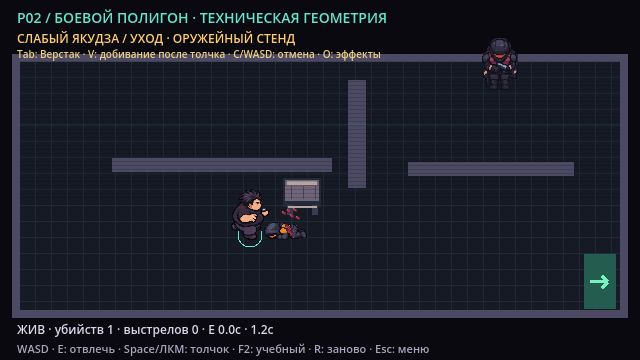 P02 / БОЕВОЙ ПОЛИГОН · ТЕХНИЧЕСКАЯ ГЕОМЕТРИЯ
СЛАБЫЙ ЯКУДЗА / УХОД · ОРУЖЕЙНЫЙ СТЕНД
Tab: Верстак · V: добивание после толчка · C/WASD: отмена · O: эффекты
ЖИВ · убийств 1 · выстрелов 0 · E 0.0с · 1.2с
WASD · E: отвлечь · Space/ЛКМ: толчок · F2: учебный · R: заново · Esc: меню